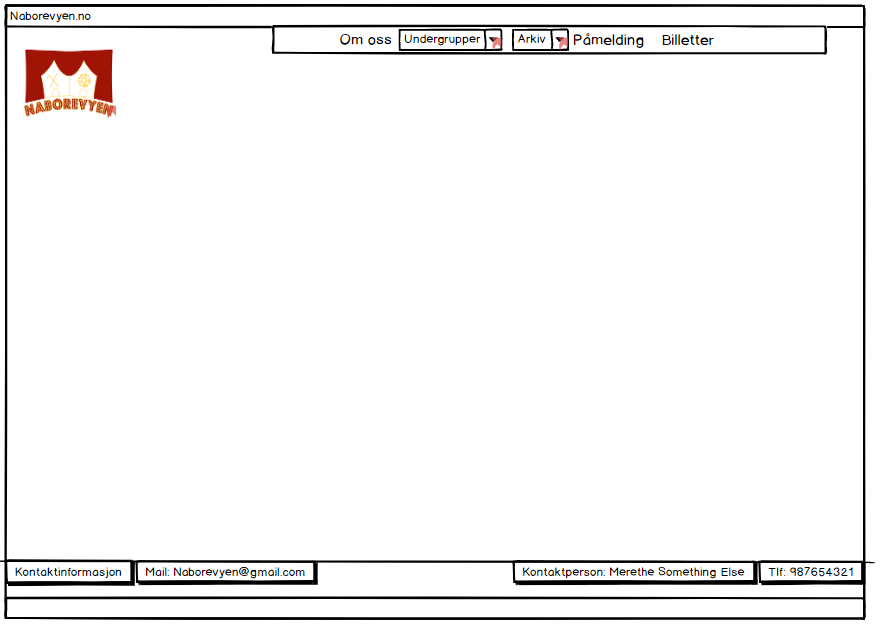 Naborevyen.no
Om oss Undergrupper Arkiv Påmelding Billetter
NABOREVYEN
Kontaktinformasjon Mail: Naborevyen@gmail.com Kontaktperson: Merethe Something Else Tlf: 987654321